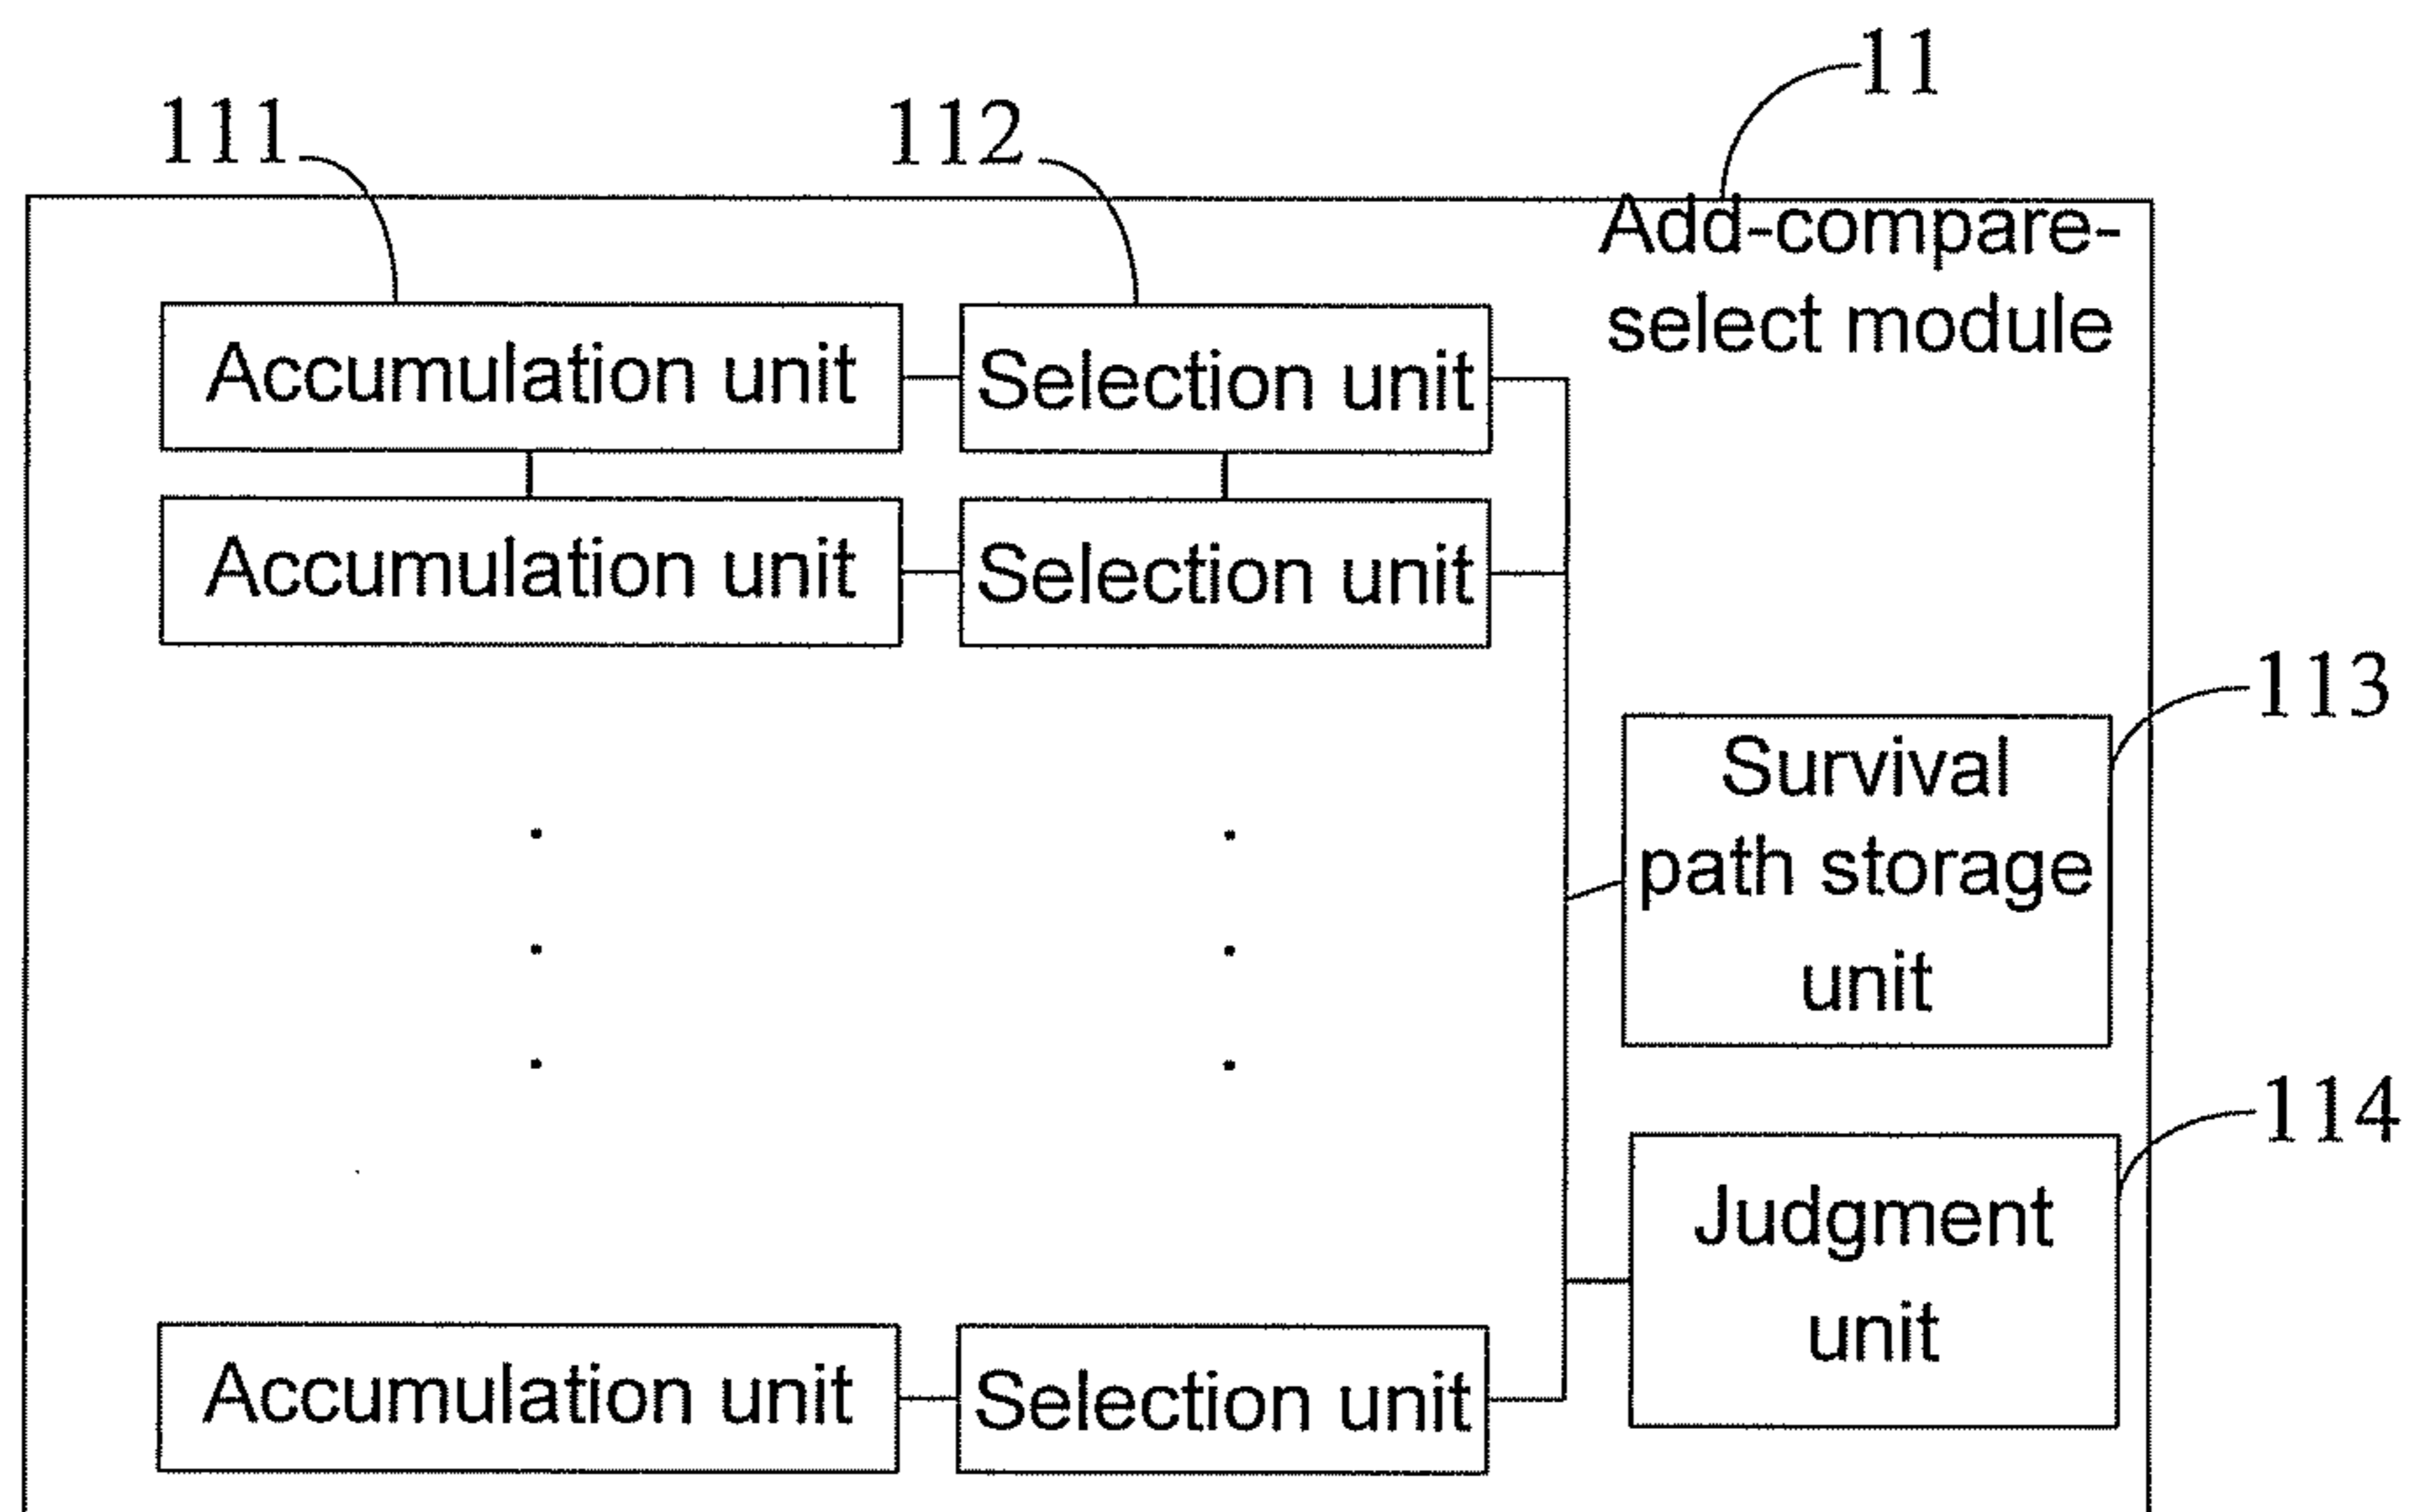 11
111
112
Add-compare-
select module
Accumulation unit
Selection unit
Accumulation unit
Selection unit
113
Survival
path storage
unit
114
Judgment
unit
Accumulation unit
Selection unit